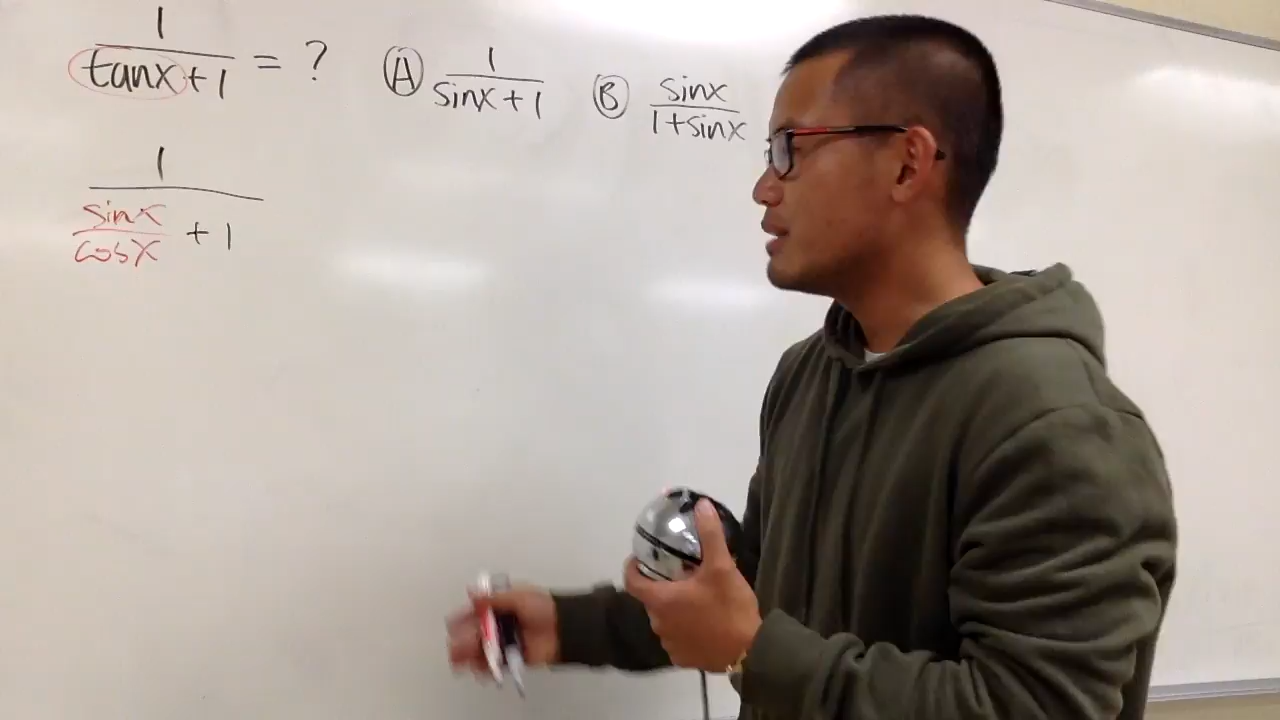 1/(tanx+1) = ? Ⓐ 1/(sinx+1) Ⓑ sinx/(1+sinx)
1/(sinx/cosx + 1)